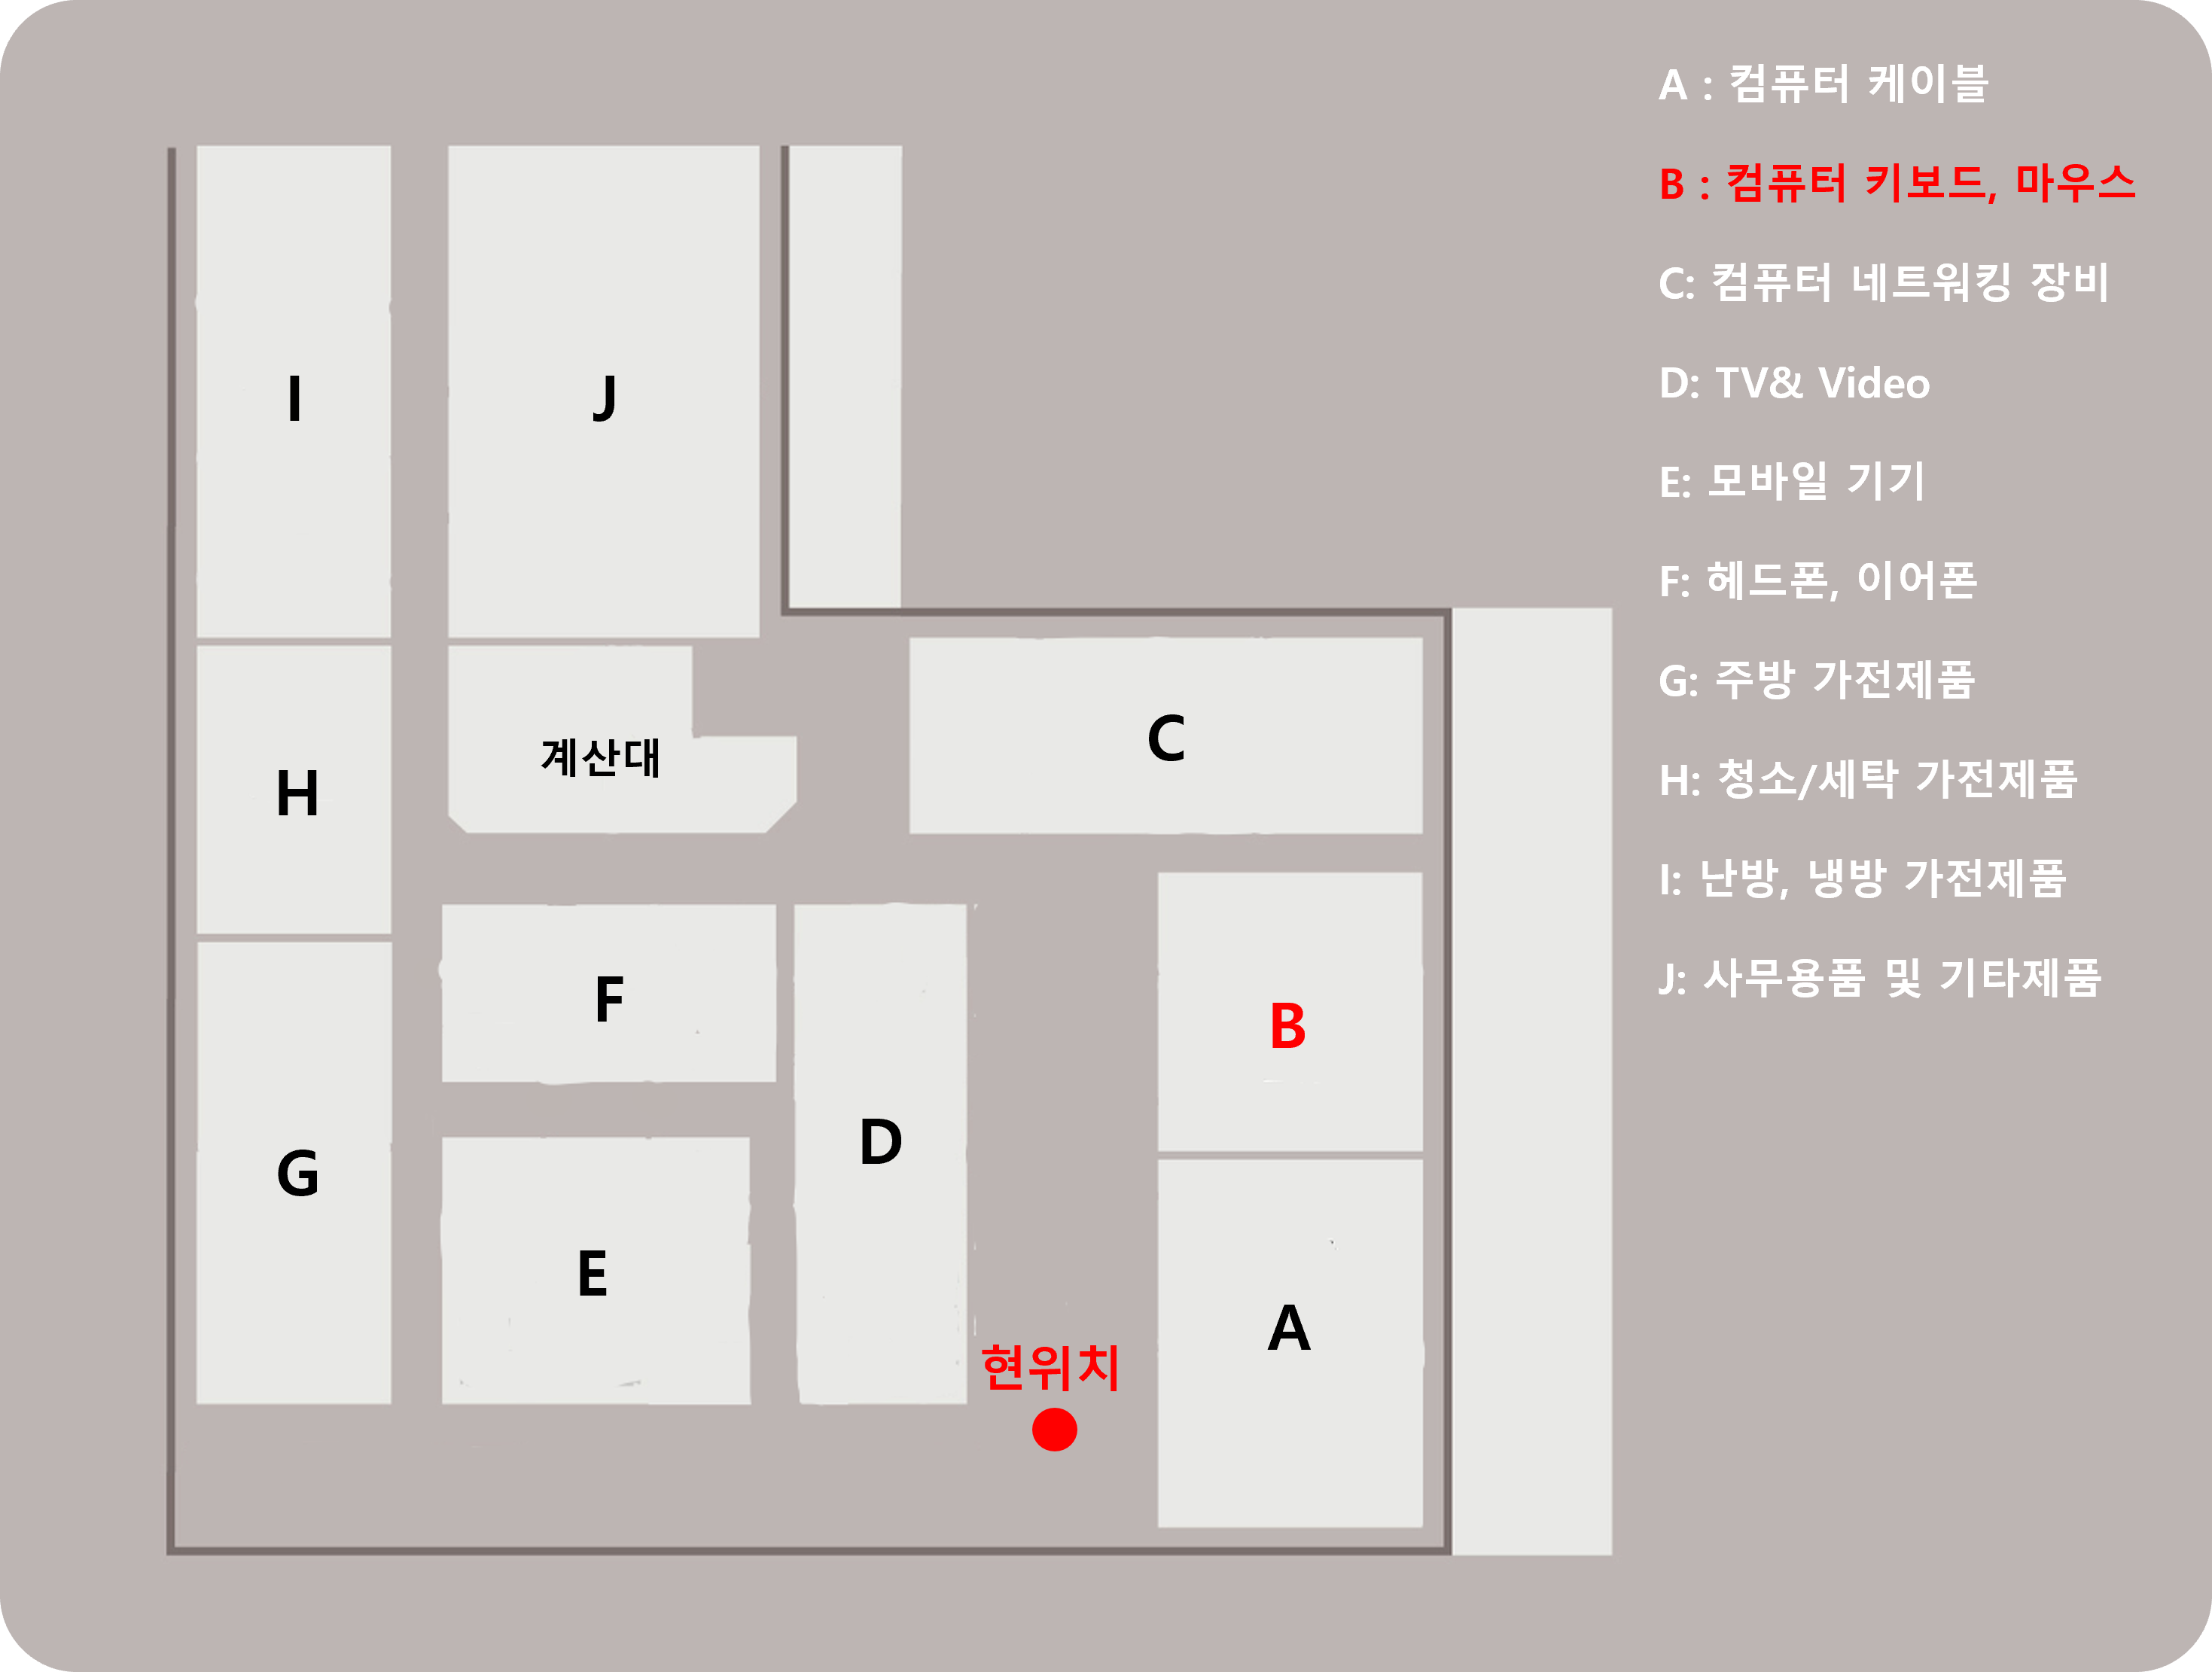 A : 컴퓨터 케이블
B : 컴퓨터 키보드, 마우스
C: 컴퓨터 네트워킹 장비
D: TV& Video
E: 모바일 기기
F: 헤드폰, 이어폰
G: 주방 가전제품
H: 청소/세탁 가전제품
I: 난방, 냉방 가전제품
J: 사무용품 및 기타제품
I
J
C
계산대
H
F
B
D
G
E
A
현위치